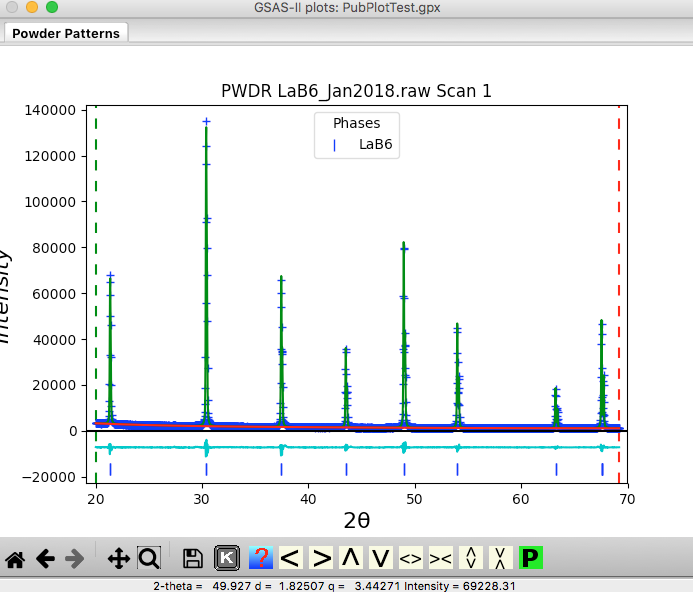 GSAS-II plots: PubPlotTest.gpx
Powder Patterns
PWDR LaB6_Jan2018.raw Scan 1
Phases
LaB6
140000
120000
100000
80000
60000
40000
20000
0
−20000
Intensity
20 30 40 50 60 70
2θ
K ? < > Λ V <> >< P
2-theta = 49.927 d = 1.82507 q = 3.44271 Intensity = 69228.31